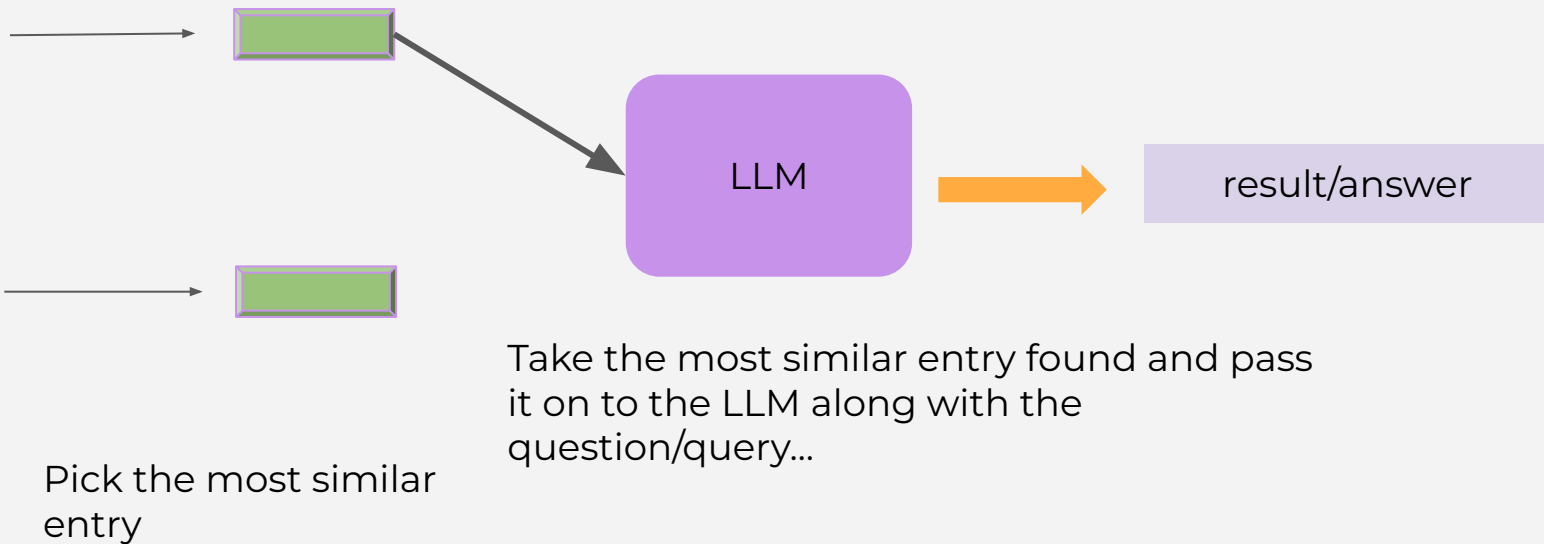 LLM
result/answer
Take the most similar entry found and pass
it on to the LLM along with the
question/query...
Pick the most similar
entry